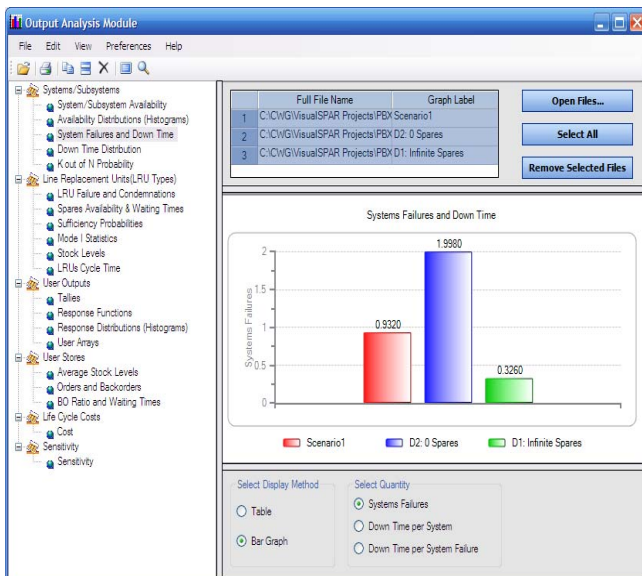 Output Analysis Module
File Edit View Preferences Help
Systems/Subsystems
System/Subsystem Availability
Availability Distributions (Histograms)
System Failures and Down Time
Down Time Distribution
K out of N Probability
Line Replacement Units(LRU Types)
LRU Failure and Condemnations
Spares Availability & Waiting Times
Sufficiency Probabilities
Mode I Statistics
Stock Levels
LRUs Cycle Time
User Outputs
Tallies
Response Functions
Response Distributions (Histograms)
User Arrays
User Stores
Average Stock Levels
Orders and Backorders
BO Ratio and Waiting Times
Life Cycle Costs
Cost
Sensitivity
Sensitivity
Full File Name Graph Label
1 C:\CWG\VisualSPAR Projects\PBX Scenario1
2 C:\CWG\VisualSPAR Projects\PBX D2: 0 Spares
3 C:\CWG\VisualSPAR Projects\PBX D1: Infinite Spares
Open Files...
Select All
Remove Selected Files
Systems Failures and Down Time
Systems Failures
2
1.5
1
0.5
0
0.9320
1.9980
0.3260
Scenario1 D2: 0 Spares D1: Infinite Spares
Select Display Method
Table
Bar Graph
Select Quantity
Systems Failures
Down Time per System
Down Time per System Failure